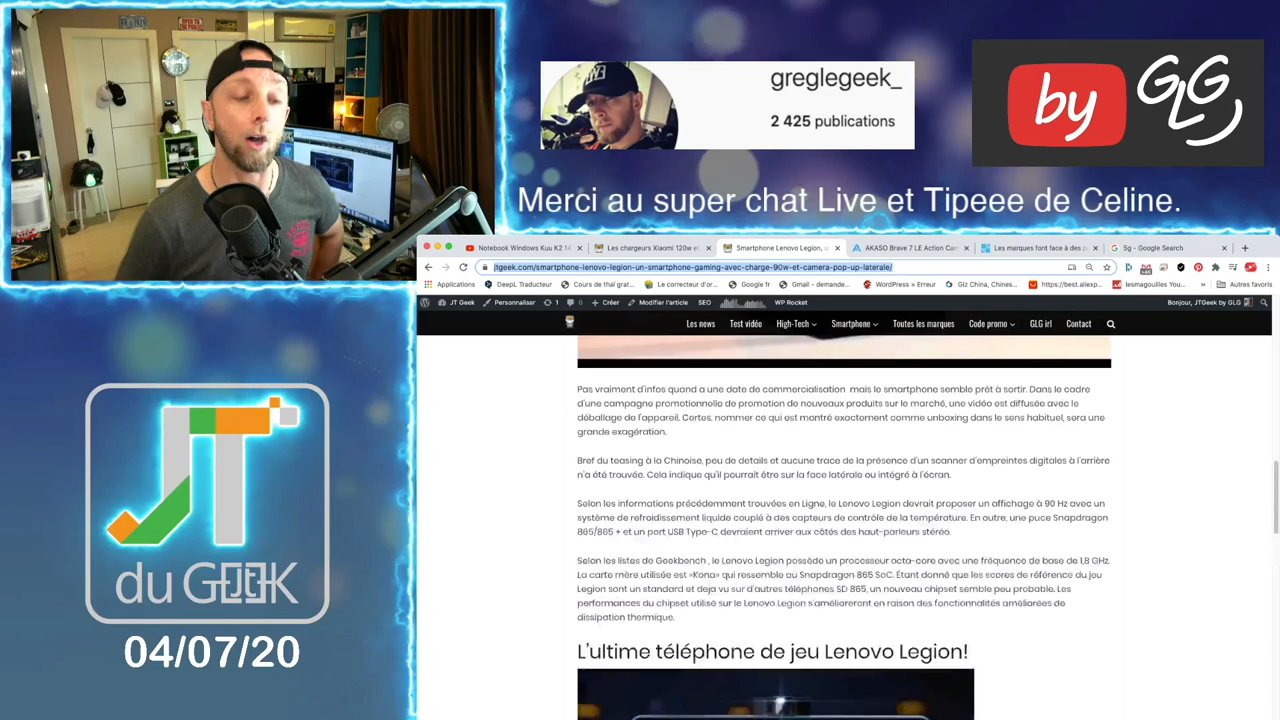 greglegeek_
2 425 publications
by GLG
Merci au super chat Live et Tipeee de Celine.
Notebook Windows Kuu K2 14
Les chargeurs Xiaomi 120w et
Smartphone Lenovo Legion, u
AKASO Brave 7 LE Action Cam
Les marques font face à des p
5g - Google Search
jtgeek.com/smartphone-lenovo-legion-un-smartphone-gaming-avec-charge-90w-et-camera-pop-up-laterale/
Applications
DeepL Traducteur
Cours de thaï grat...
Le correcteur d'or...
Google fr
Gmail - demande...
WordPress » Erreur
Giz China, Chines...
https://best.aliexp...
lesmagouilles You...
Autres favoris
JT Geek
Personnaliser
1
0
Créer
Modifier l'article
SEO
WP Rocket
Bonjour, JTGeek by GLG
Les news
Test vidéo
High-Tech
Smartphone
Toutes les marques
Code promo
GLG irl
Contact
Pas vraiment d'infos quand a une date de commercialisation mais le smartphone semble prêt à sortir. Dans le cadre
d'une campagne promotionnelle de promotion de nouveaux produits sur le marché, une vidéo est diffusée avec le
déballage de l'appareil. Certes, nommer ce qui est montré exactement comme unboxing dans le sens habituel, sera une
grande exagération.
Bref du teasing à la Chinoise, peu de details et aucune trace de la présence d'un scanner d'empreintes digitales à l'arrière
n'a été trouvée. Cela indique qu'il pourrait être sur la face latérale ou intégré à l'écran.
Selon les informations précédemment trouvées en Ligne, le Lenovo Legion devrait proposer un affichage à 90 Hz avec un
système de refroidissement liquide couplé à des capteurs de contrôle de la température. En outre, une puce Snapdragon
865/865 + et un port USB Type-C devraient arriver aux côtés des haut-parleurs stéréo.
Selon les listes de Geekbench , le Lenovo Legion possède un processeur octa-core avec une fréquence de base de 1,8 GHz.
La carte mère utilisée est «Kona» qui ressemble au Snapdragon 865 SoC. Étant donné que les scores de référence du jeu
Legion sont un standard et deja vu sur d'autres téléphones SD 865, un nouveau chipset semble peu probable. Les
performances du chipset utilisé sur le Lenovo Legion s'amélioreront en raison des fonctionnalités améliorées de
dissipation thermique.
L'ultime téléphone de jeu Lenovo Legion!
JT
du GEEK
04/07/20